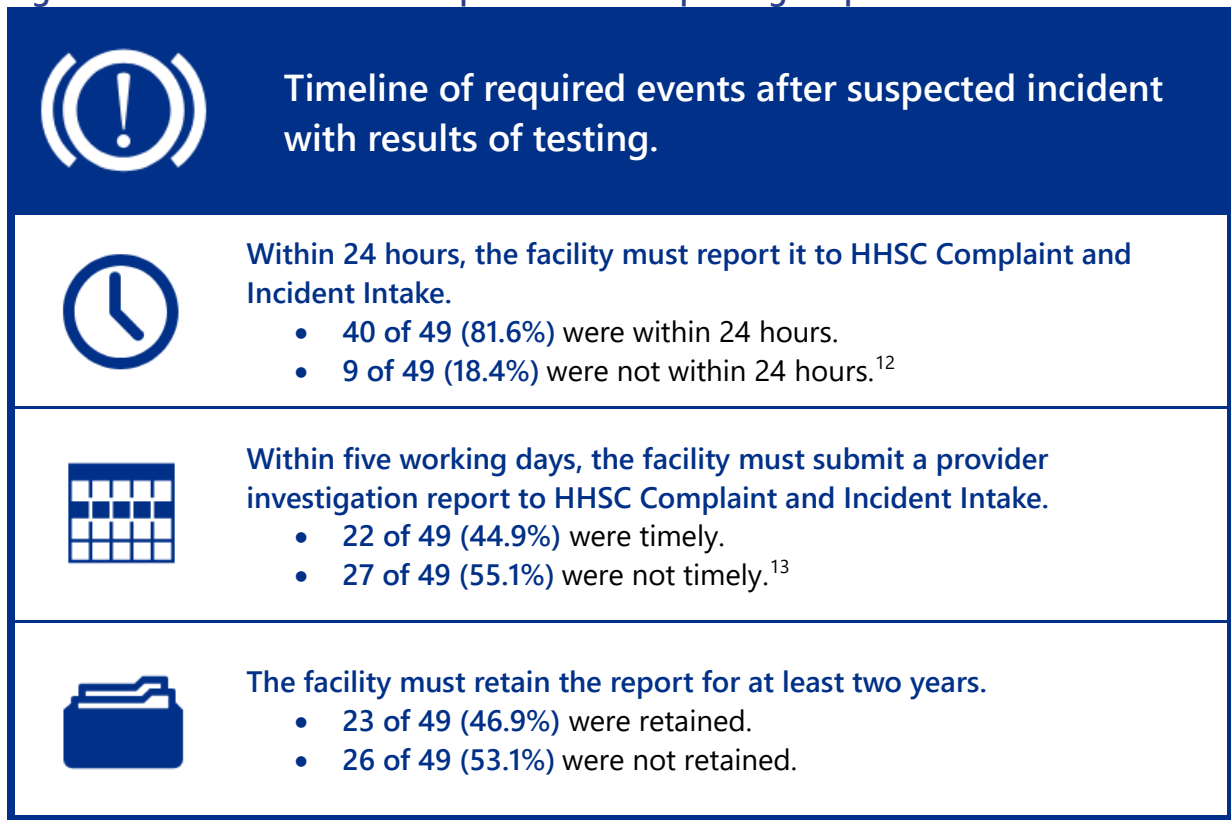 Timeline of required events after suspected incident
with results of testing.
Within 24 hours, the facility must report it to HHSC Complaint and
Incident Intake.
• 40 of 49 (81.6%) were within 24 hours.
• 9 of 49 (18.4%) were not within 24 hours.12
Within five working days, the facility must submit a provider
investigation report to HHSC Complaint and Incident Intake.
• 22 of 49 (44.9%) were timely.
• 27 of 49 (55.1%) were not timely.13
The facility must retain the report for at least two years.
• 23 of 49 (46.9%) were retained.
• 26 of 49 (53.1%) were not retained.